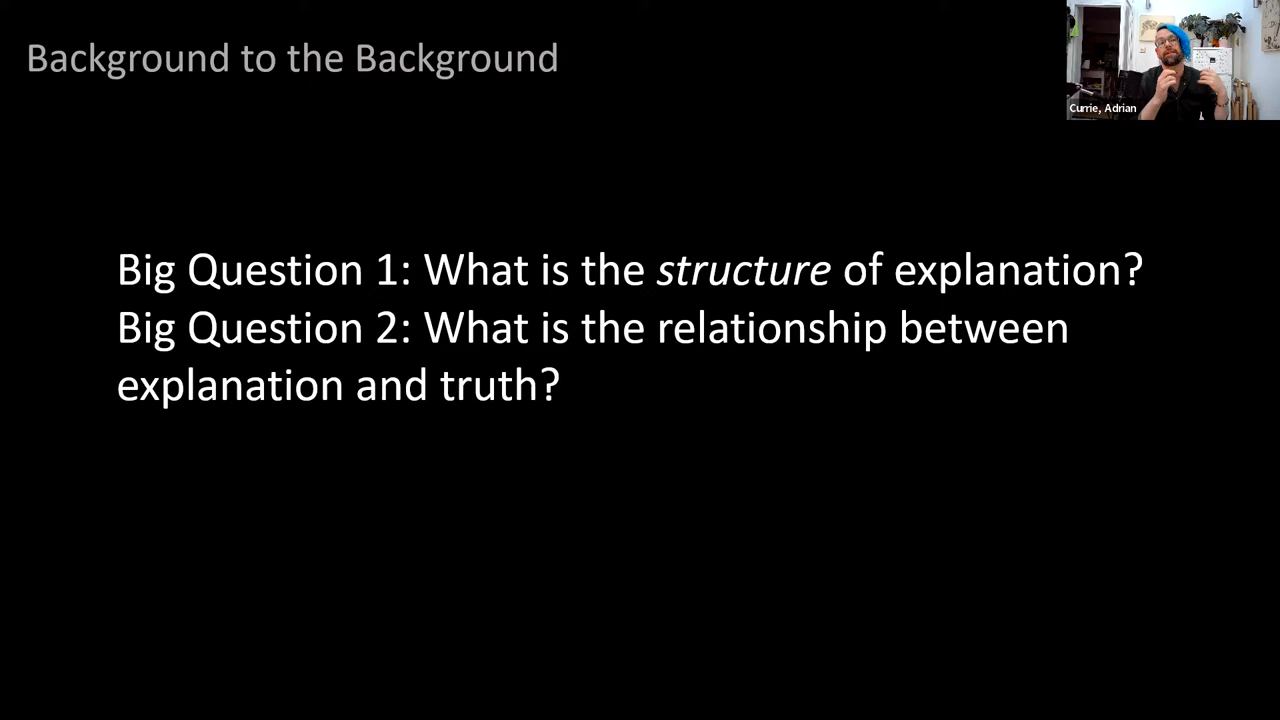 Background to the Background
Currie, Adrian
Big Question 1: What is the structure of explanation?
Big Question 2: What is the relationship between
explanation and truth?